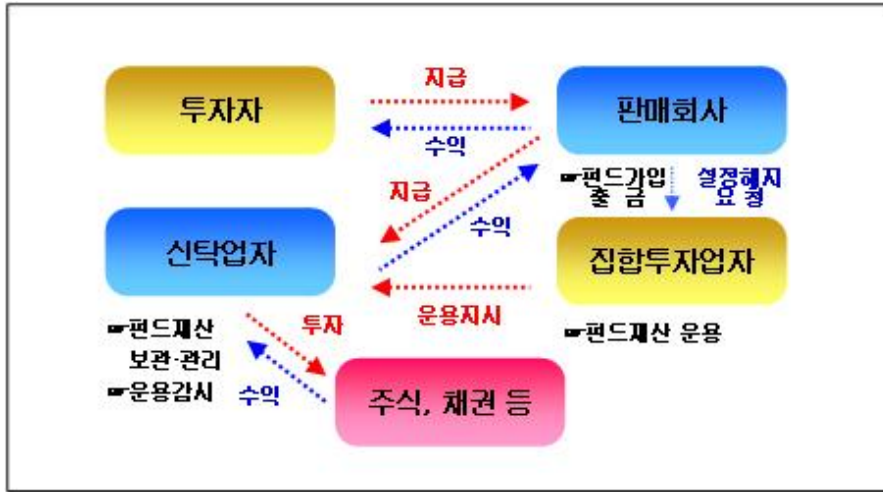 지급
투자자
판매회사
수익
☞펀드가입
출 금
설정해지
요 청
지급
수익
신탁업자
집합투자업자
운용지시
☞펀드재산
보관·관리
☞운용감시
투자
☞펀드재산 운용
수익
주식, 채권 등